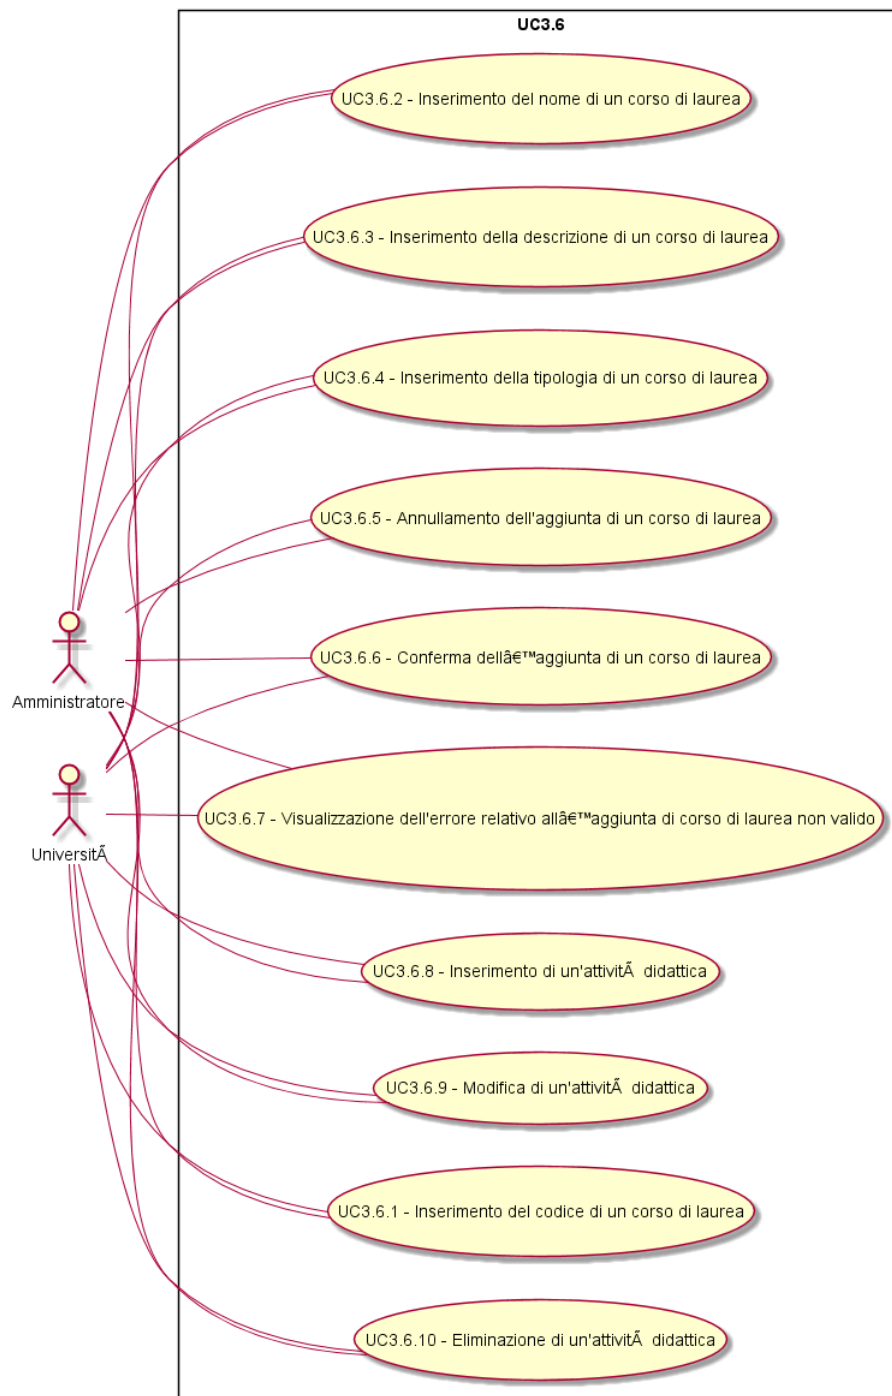 UC3.6
UC3.6.2 - Inserimento del nome di un corso di laurea
UC3.6.3 - Inserimento della descrizione di un corso di laurea
UC3.6.4 - Inserimento della tipologia di un corso di laurea
UC3.6.5 - Annullamento dell'aggiunta di un corso di laurea
UC3.6.6 - Conferma dellâ€™aggiunta di un corso di laurea
Amministratore
UC3.6.7 - Visualizzazione dell'errore relativo allâ€™aggiunta di corso di laurea non valido
UniversitÃ
UC3.6.8 - Inserimento di un'attivitÃ  didattica
UC3.6.9 - Modifica di un'attivitÃ  didattica
UC3.6.1 - Inserimento del codice di un corso di laurea
UC3.6.10 - Eliminazione di un'attivitÃ  didattica